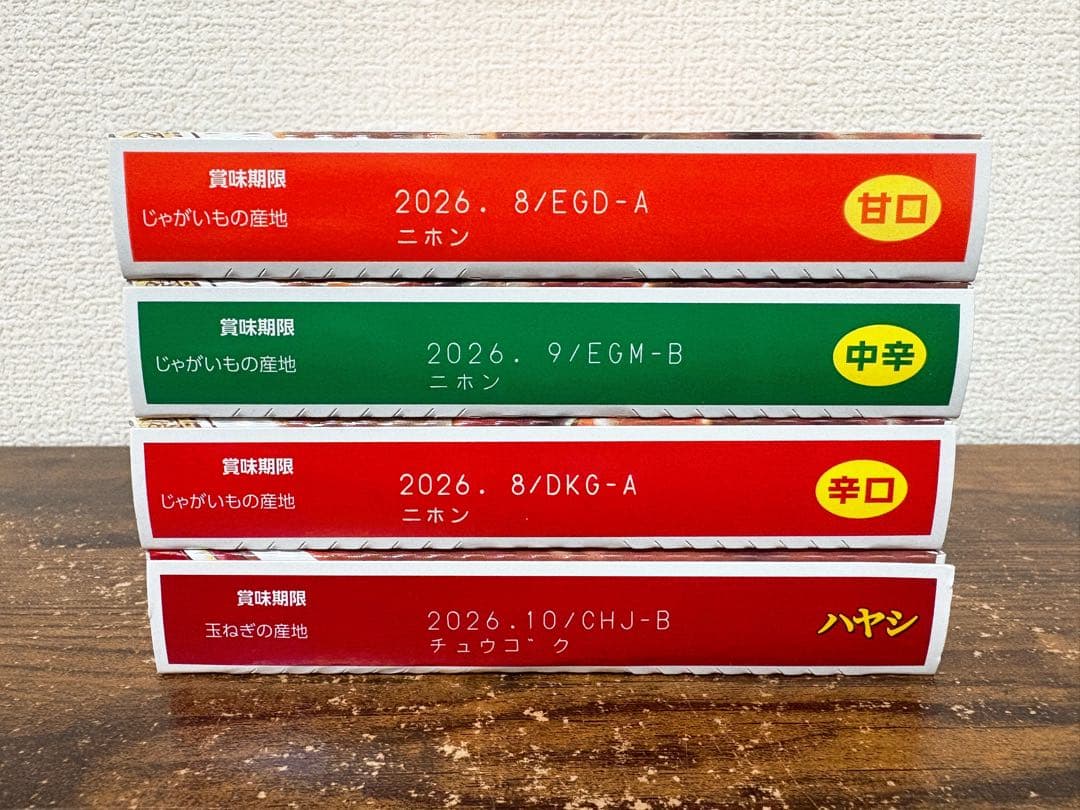 賞味期限
2026. 8/EGD-A
じゃがいもの産地
ニホン
甘口
賞味期限
2026. 9/EGM-B
じゃがいもの産地
ニホン
中辛
賞味期限
2026. 8/DKG-A
じゃがいもの産地
ニホン
辛口
賞味期限
2026.10/CHJ-B
玉ねぎの産地
チュウゴ゛ク
ハヤシ